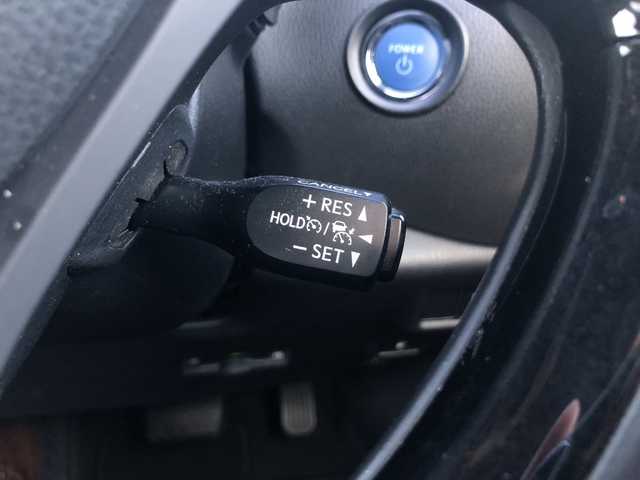 POWER
CANCEL
+ RES ▲
HOLD / ◀
− SET ▼